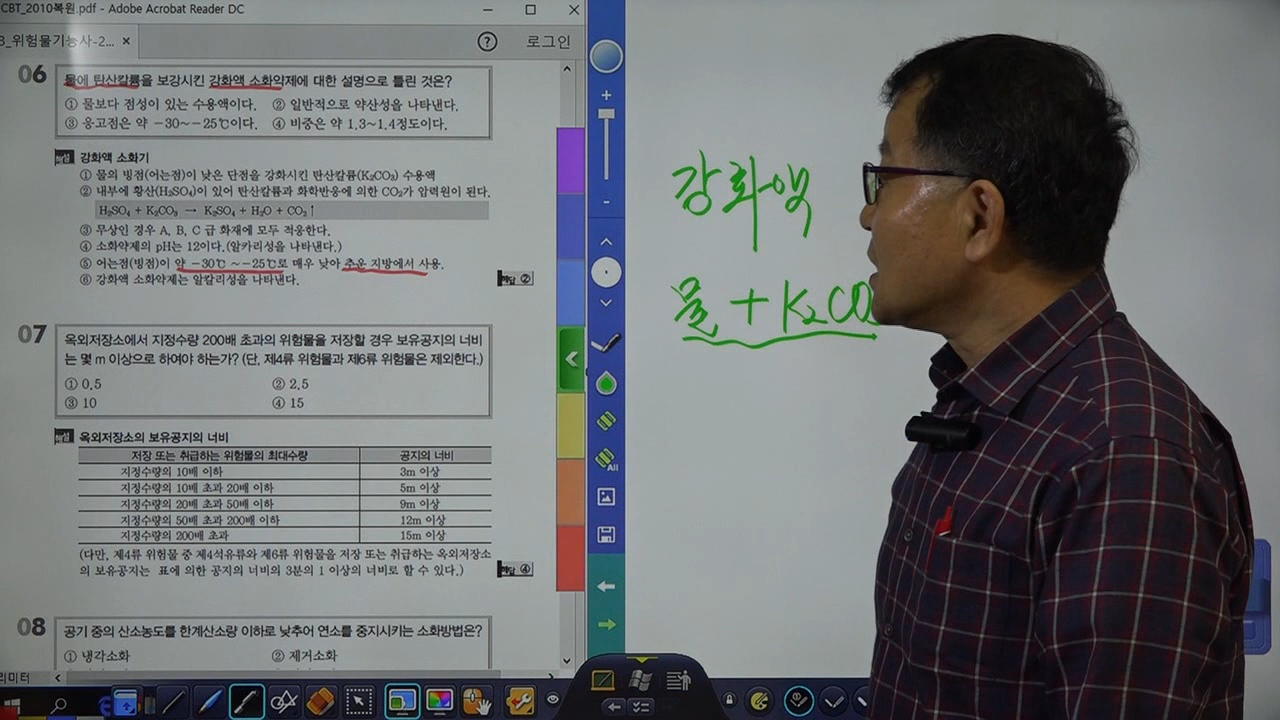 CBT_2010복원.pdf - Adobe Acrobat Reader DC
3_위험물기능사-2... ×
로그인
06 물에 탄산칼륨을 보강시킨 강화액 소화약제에 대한 설명으로 틀린 것은?
① 물보다 점성이 있는 수용액이다. ② 일반적으로 약산성을 나타낸다.
③ 응고점은 약 -30~-25℃이다. ④ 비중은 약 1.3~1.4정도이다.
해설 강화액 소화기
① 물의 빙점(어는점)이 낮은 단점을 강화시킨 탄산칼륨(K₂CO₃) 수용액
② 내부에 황산(H₂SO₄)이 있어 탄산칼륨과 화학반응에 의한 CO₂가 압력원이 된다.
H₂SO₄ + K₂CO₃ → K₂SO₄ + H₂O + CO₂↑
③ 무상인 경우 A, B, C 급 화재에 모두 적응한다.
④ 소화약제의 pH는 12이다.(알카리성을 나타낸다.)
⑤ 어는점(빙점)이 약 -30℃ ~-25℃로 매우 낮아 추운 지방에서 사용.
⑥ 강화액 소화약제는 알칼리성을 나타낸다.
해답 ②
07 옥외저장소에서 지정수량 200배 초과의 위험물을 저장할 경우 보유공지의 너비
는 몇 m 이상으로 하여야 하는가? (단, 제4류 위험물과 제6류 위험물은 제외한다.)
① 0.5 ② 2.5
③ 10 ④ 15
해설 옥외저장소의 보유공지의 너비
저장 또는 취급하는 위험물의 최대수량 공지의 너비
지정수량의 10배 이하 3m 이상
지정수량의 10배 초과 20배 이하 5m 이상
지정수량의 20배 초과 50배 이하 9m 이상
지정수량의 50배 초과 200배 이하 12m 이상
지정수량의 200배 초과 15m 이상
(다만, 제4류 위험물 중 제4석유류와 제6류 위험물을 저장 또는 취급하는 옥외저장소
의 보유공지는 표에 의한 공지의 너비의 3분의 1 이상의 너비로 할 수 있다.)
해답 ④
08 공기 중의 산소농도를 한계산소량 이하로 낮추어 연소를 중지시키는 소화방법은?
① 냉각소화 ② 제거소화
리미터
All
강화액
물 + K₂CO